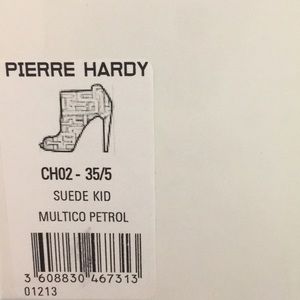 PIERRE HARDY
CH02 - 35/5
SUEDE KID
MULTICO PETROL
3 608830 467313
01213